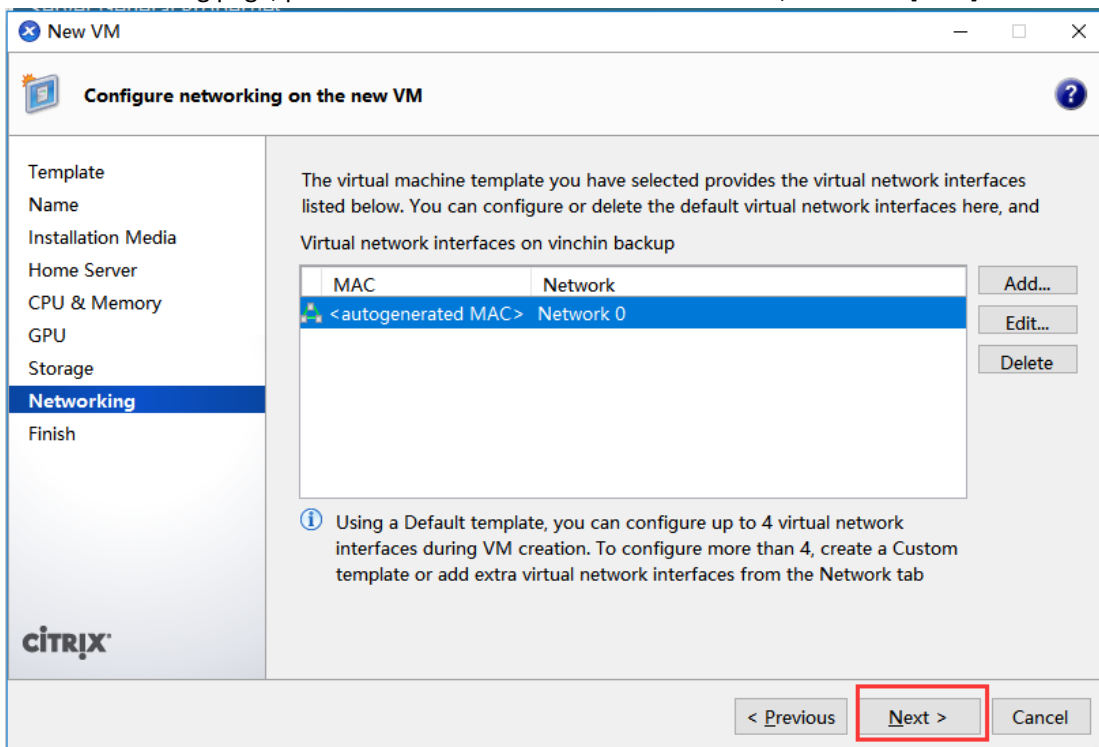 New VM
Configure networking on the new VM
Template
Name
Installation Media
Home Server
CPU & Memory
GPU
Storage
Networking
Finish
The virtual machine template you have selected provides the virtual network interfaces
listed below. You can configure or delete the default virtual network interfaces here, and
Virtual network interfaces on vinchin backup
MAC Network
<autogenerated MAC> Network 0
Add...
Edit...
Delete
Using a Default template, you can configure up to 4 virtual network
interfaces during VM creation. To configure more than 4, create a Custom
template or add extra virtual network interfaces from the Network tab
CITRIX
< Previous Next > Cancel